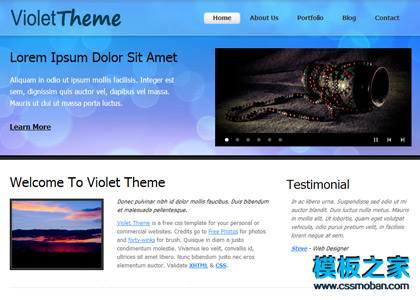 VioletTheme
Home About Us Portfolio Blog Contact
Lorem Ipsum Dolor Sit Amet
Aliquam in odio ut ipsum mollis facilisis. Integer est
sem, dignissim quis auctor vel, dapibus vel massa.
Mauris ut dui ut massa porta luctus.
Learn More
Welcome To Violet Theme
Donec pulvinar nibh id dolor mollis faucibus. Duis bibendum
et malesuada pellentesque.
Violet Theme is a free css template for your personal or
commercial websites. Credits go to Free Photos for photos
and forty-winks for brush. Quisque in diam a justo
condimentum molestie. Vivamus leo velit, convallis id,
ultrices sit amet libero. Nunc bibendum justo nec eros
elementum auctor. Validate XHTML & CSS.
Testimonial
In ac libero urna. Suspendisse sed odio ut mi
auctor blandit. Duis luctus nulla metus. Mauris
consequat elit. Ut lobortis, quam eget volutpat
vehicula, odio purus pretium velit, in facilisis
lorem neque at sem.
Steve - Web Designer
模板之家
www.cssmoban.com